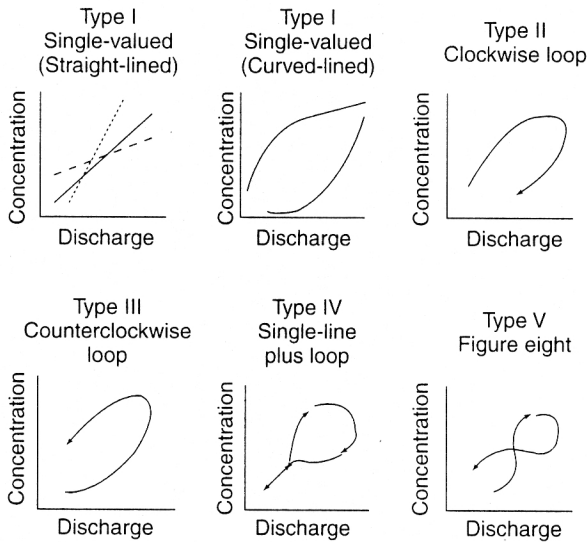 Type I
Single-valued
(Straight-lined)
Concentration
Discharge
Type I
Single-valued
(Curved-lined)
Concentration
Discharge
Type II
Clockwise loop
Concentration
Discharge
Type III
Counterclockwise
loop
Concentration
Discharge
Type IV
Single-line
plus loop
Concentration
Discharge
Type V
Figure eight
Concentration
Discharge